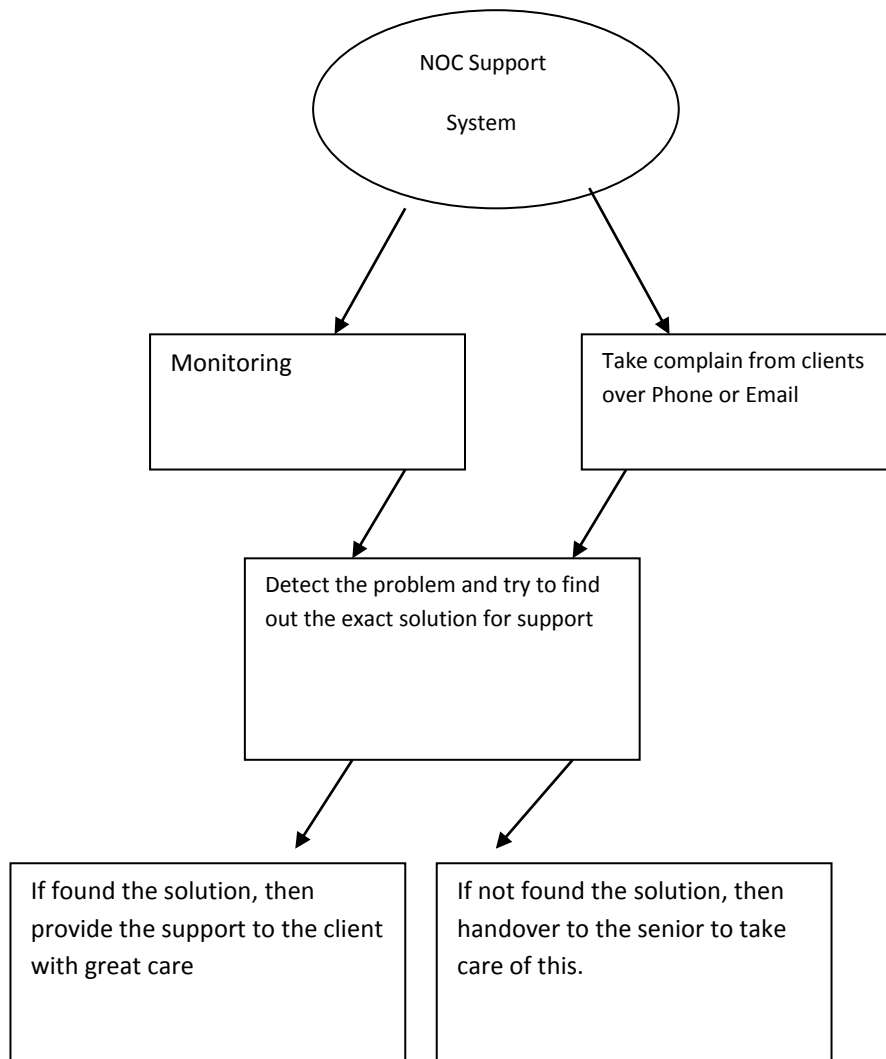 NOC Support
System
Monitoring
Take complain from clients
over Phone or Email
Detect the problem and try to find
out the exact solution for support
If found the solution, then
provide the support to the client
with great care
If not found the solution, then
handover to the senior to take
care of this.